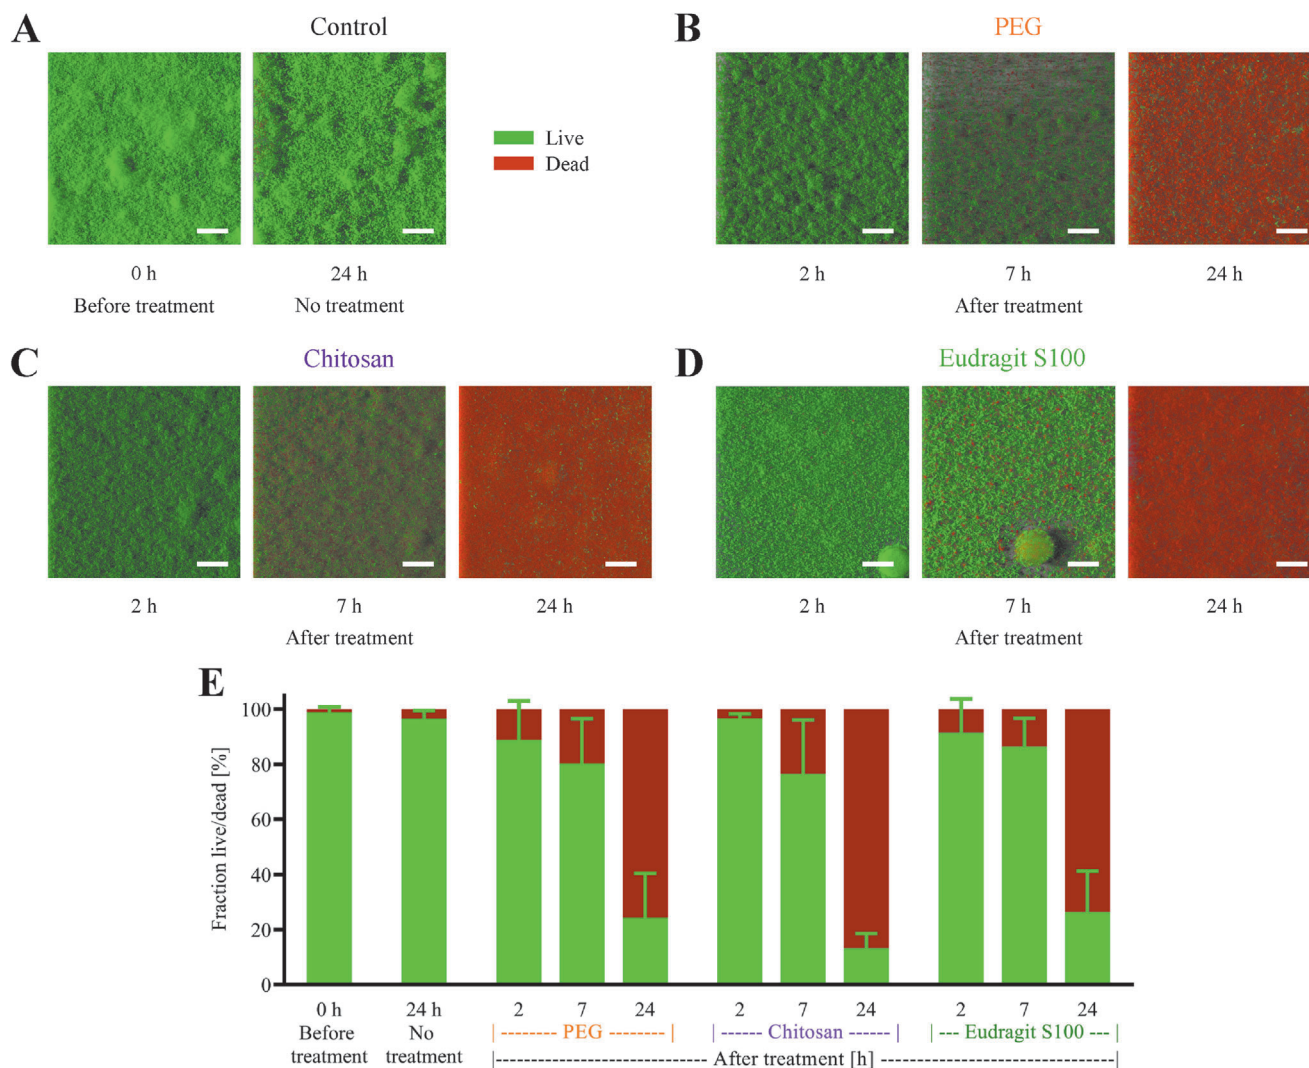 A
Control
0 h
24 h
Before treatment
No treatment
Live
Dead
B
PEG
2 h
7 h
24 h
After treatment
C
Chitosan
2 h
7 h
24 h
After treatment
D
Eudragit S100
2 h
7 h
24 h
After treatment
E
Fraction live/dead [%]
100
80
60
40
20
0
0 h
Before
treatment
24 h
No
treatment
2 7 24
|-------- PEG --------|
2 7 24
|------ Chitosan ------|
2 7 24
|--- Eudragit S100 ---|
|------------------------------- After treatment [h] -------------------------------|